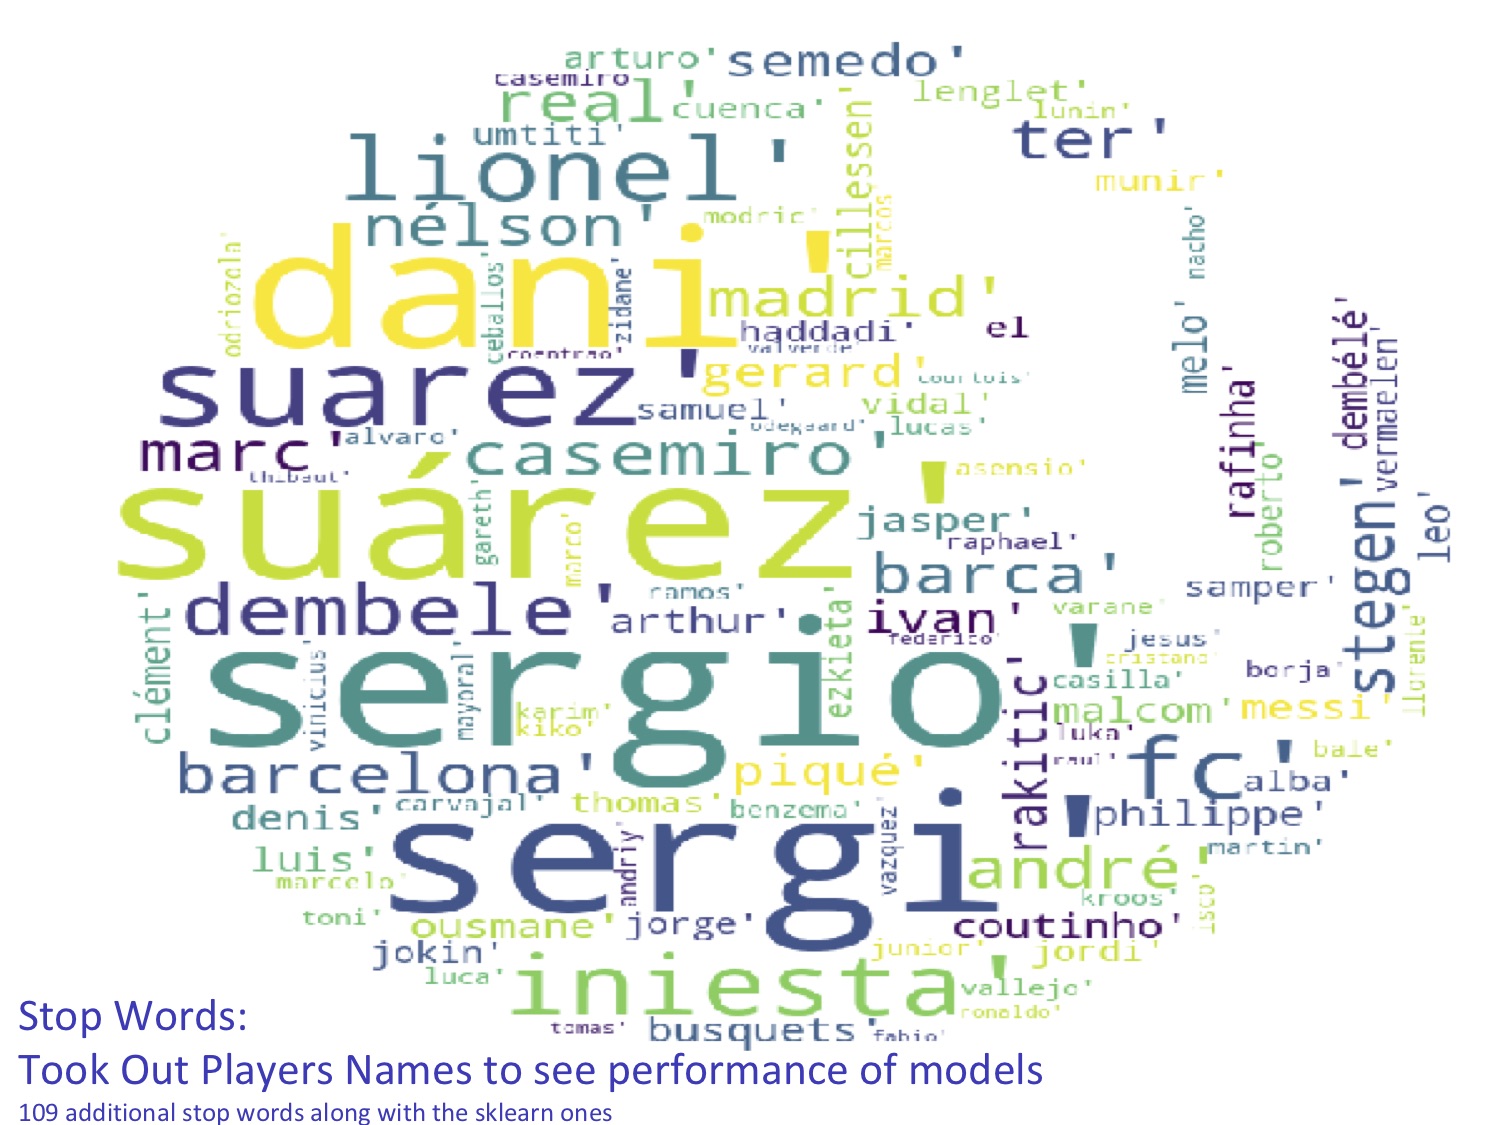 arturo' semedo'
casemiro real' cuenca' lenglet' lunin'
umtiti' lionel' cillessen' ter'
munir'
nélson' modric' marcos nacho'
odriozola' dani' ceballos' zidane' madrid'
haddadi' el
coentrao' valverde' melo' dembélé'
suarez' gerard' courtois' vermaelen'
samuel' vidal' rafinha'
marc' alvaro' odegaard' lucas'
casemiro' asensio' roberto'
thibaut'
suárez' gareth' marco' jasper' stegen' leo'
raphael'
barca' samper'
clément' dembele' ramos' arthur' ezkieta' ivan' varane' llorente'
federico' jesus'
sergio' cristano' borja'
vinicius' mayoral' rakitic' casilla'
karim' malcom' messi'
kiko' luka'
barcelona' piqué' raul' fc' bale'
alba'
denis' carvajal' thomas' benzema' philippe'
sergi' andriy' vazquez' martin'
luis' andré'
marcelo' kroos' isco'
toni' ousmane' jorge' coutinho'
jokin' junior' jordi'
luca' iniesta' vallejo'
ronaldo'
tomas' busquets' fabio'
Stop Words:
Took Out Players Names to see performance of models
109 additional stop words along with the sklearn ones